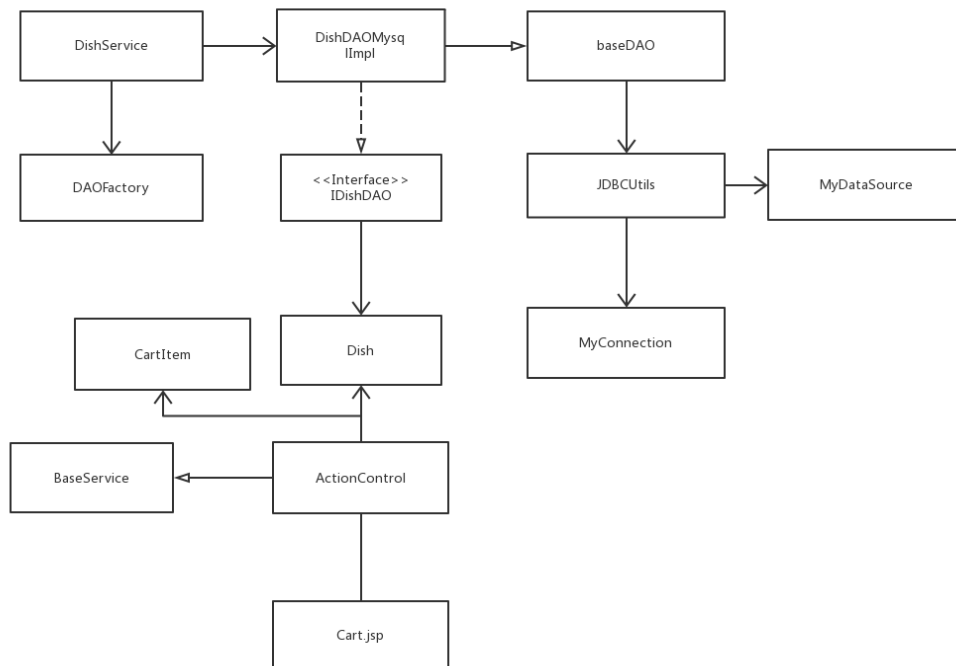 DishService
DishDAOMysq
lImpl
baseDAO
DAOFactory
<<Interface>>
IDishDAO
JDBCUtils
MyDataSource
CartItem
Dish
MyConnection
BaseService
ActionControl
Cart.jsp